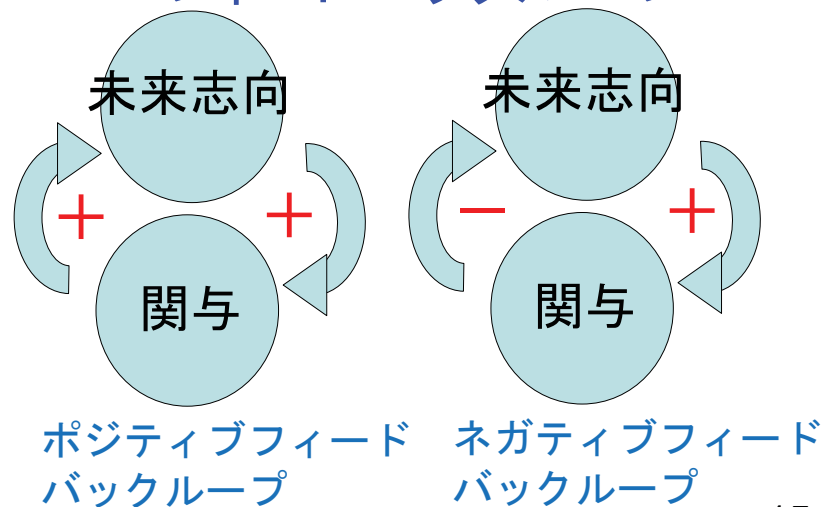 未来志向
未来志向
+
+
−
+
関与
関与
ポジティブフィード
バックループ
ネガティブフィード
バックループ